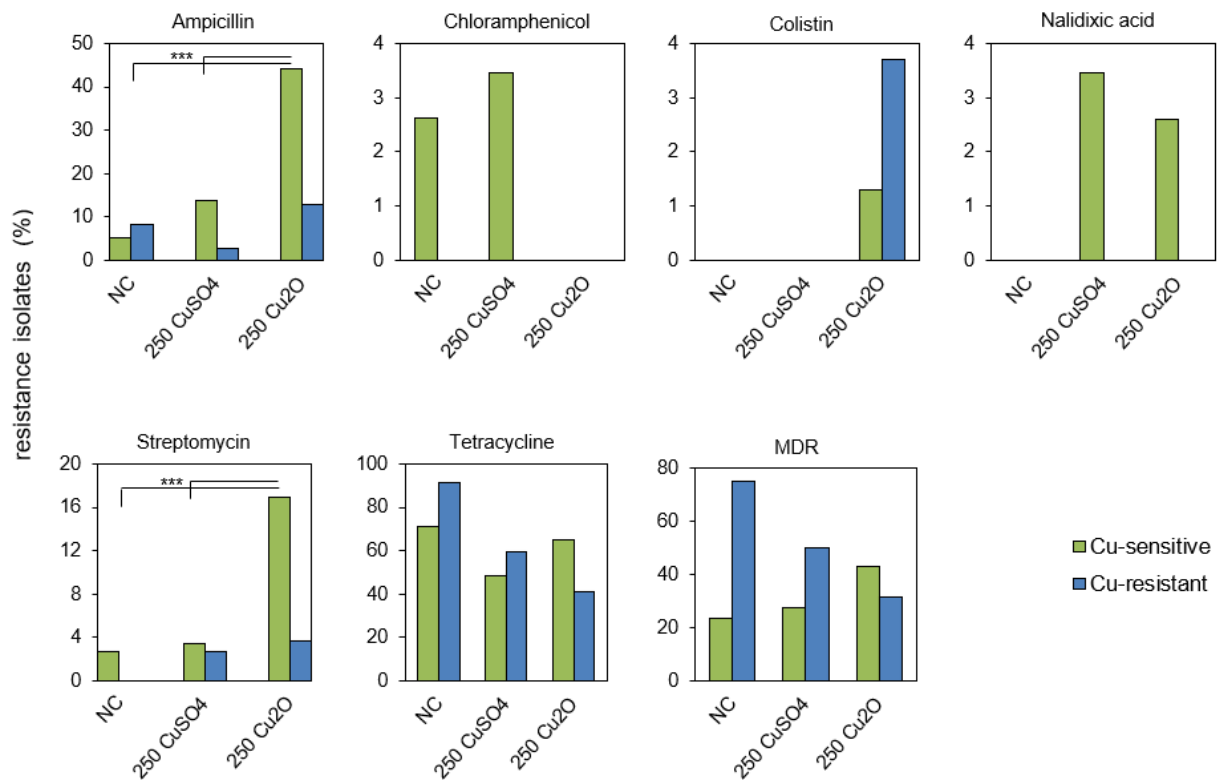 Ampicillin
Chloramphenicol
Colistin
Nalidixic acid
resistance isolates (%)
50
40
30
20
10
0
***
NC
250 CuSO4
250 Cu2O
4
3
2
1
0
NC
250 CuSO4
250 Cu2O
4
3
2
1
0
NC
250 CuSO4
250 Cu2O
4
3
2
1
0
NC
250 CuSO4
250 Cu2O
Streptomycin
Tetracycline
MDR
20
16
12
8
4
0
***
NC
250 CuSO4
250 Cu2O
100
80
60
40
20
0
NC
250 CuSO4
250 Cu2O
80
60
40
20
0
NC
250 CuSO4
250 Cu2O
Cu-sensitive
Cu-resistant